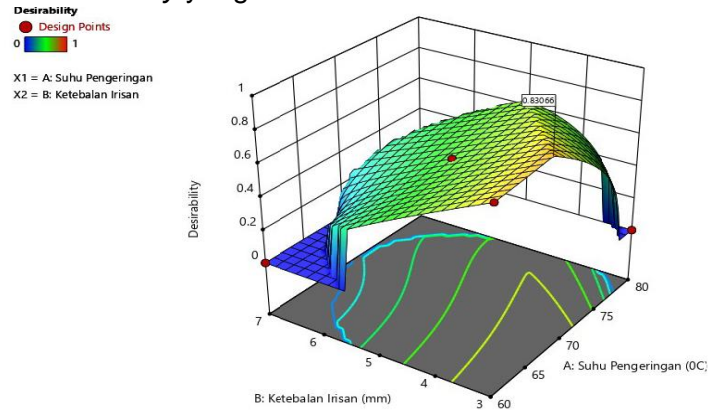 Desirability
Design Points
0 1
X1 = A: Suhu Pengeringan
X2 = B: Ketebalan Irisan
0.83066
1
0.8
0.6
0.4
0.2
0
Desirability
7
6
5
4
3
60
65
70
75
80
B: Ketebalan Irisan (mm)
A: Suhu Pengeringan (0C)